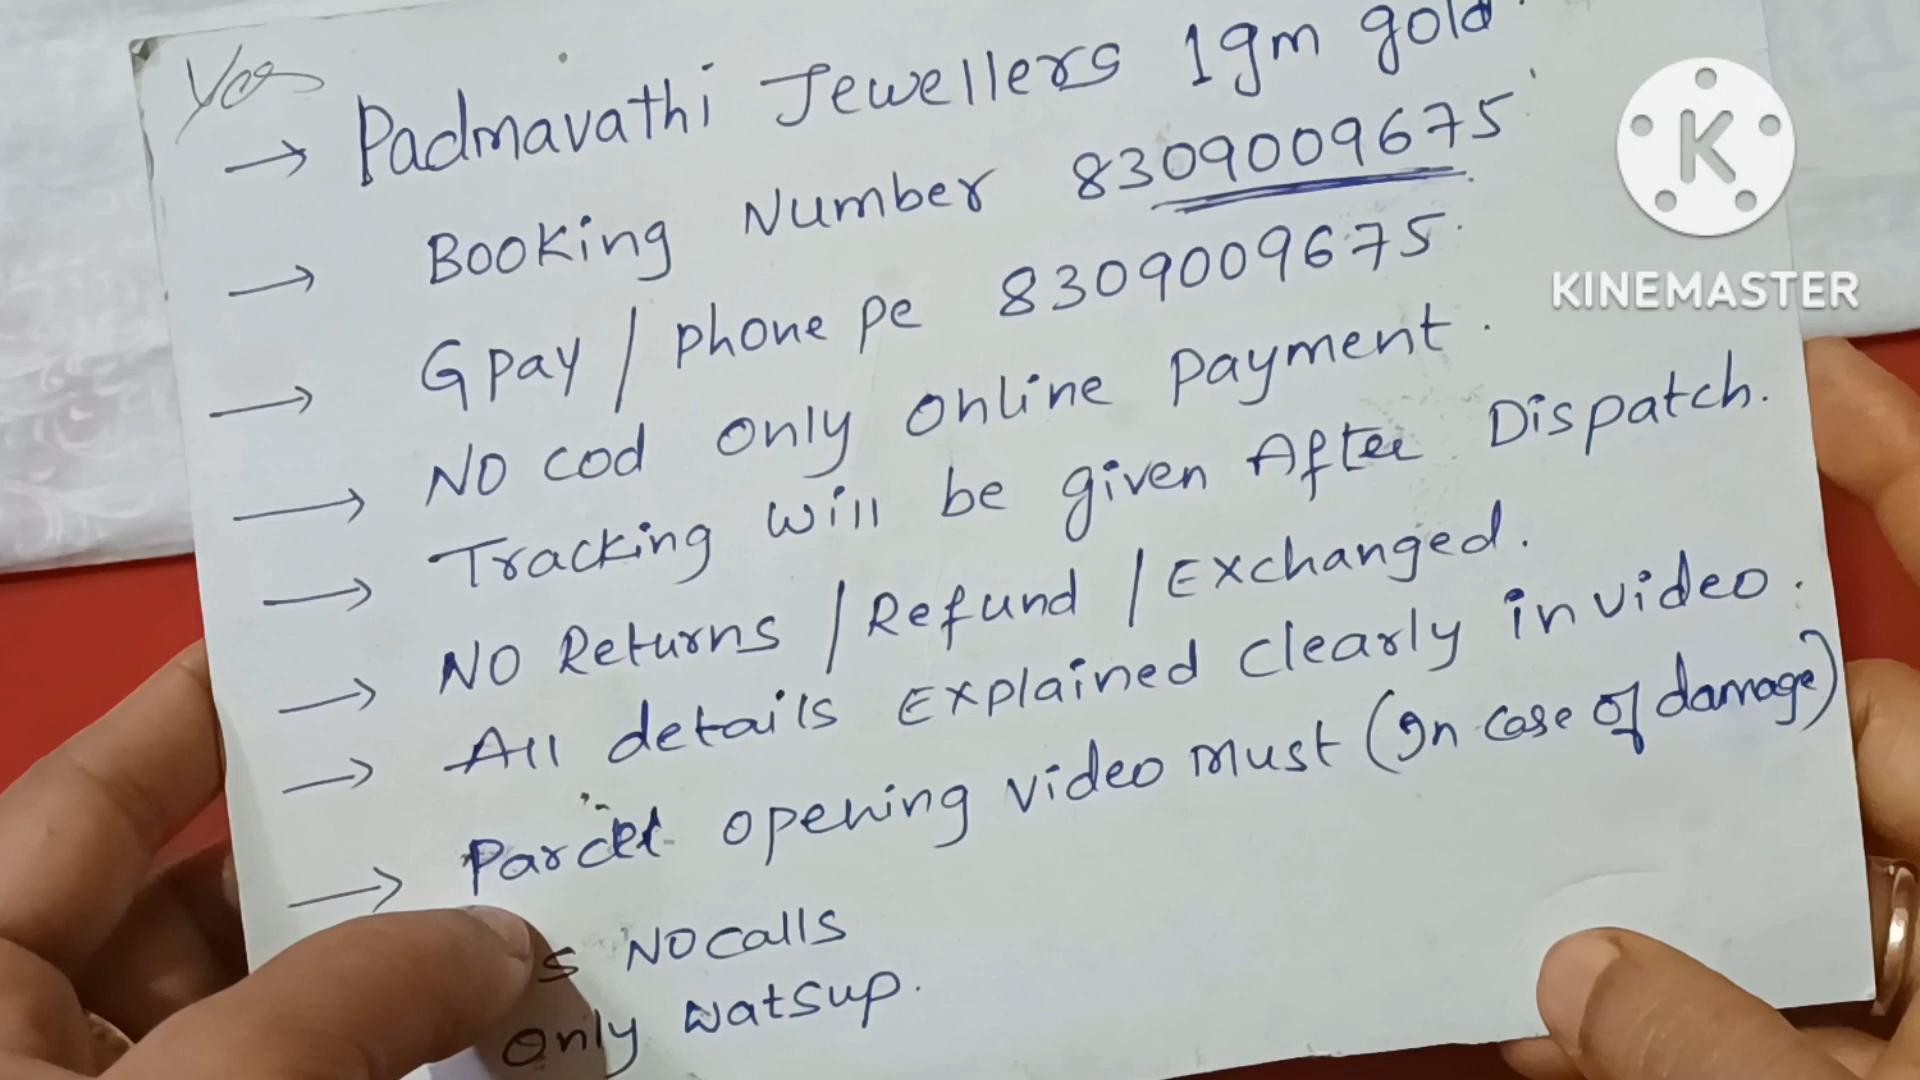 Yes
→ Padmavathi Jewellers 1gm gold.
→ Booking Number 8309009675
→ Gpay / phone pe 8309009675.
→ NO cod only online payment.
→ Tracking will be given After Dispatch.
→ NO Returns / Refund / Exchanged.
→ All details Explained clearly in video.
→ Parcel opening video must (In case of damage)
s NO calls
only watsup.
K
KINEMASTER